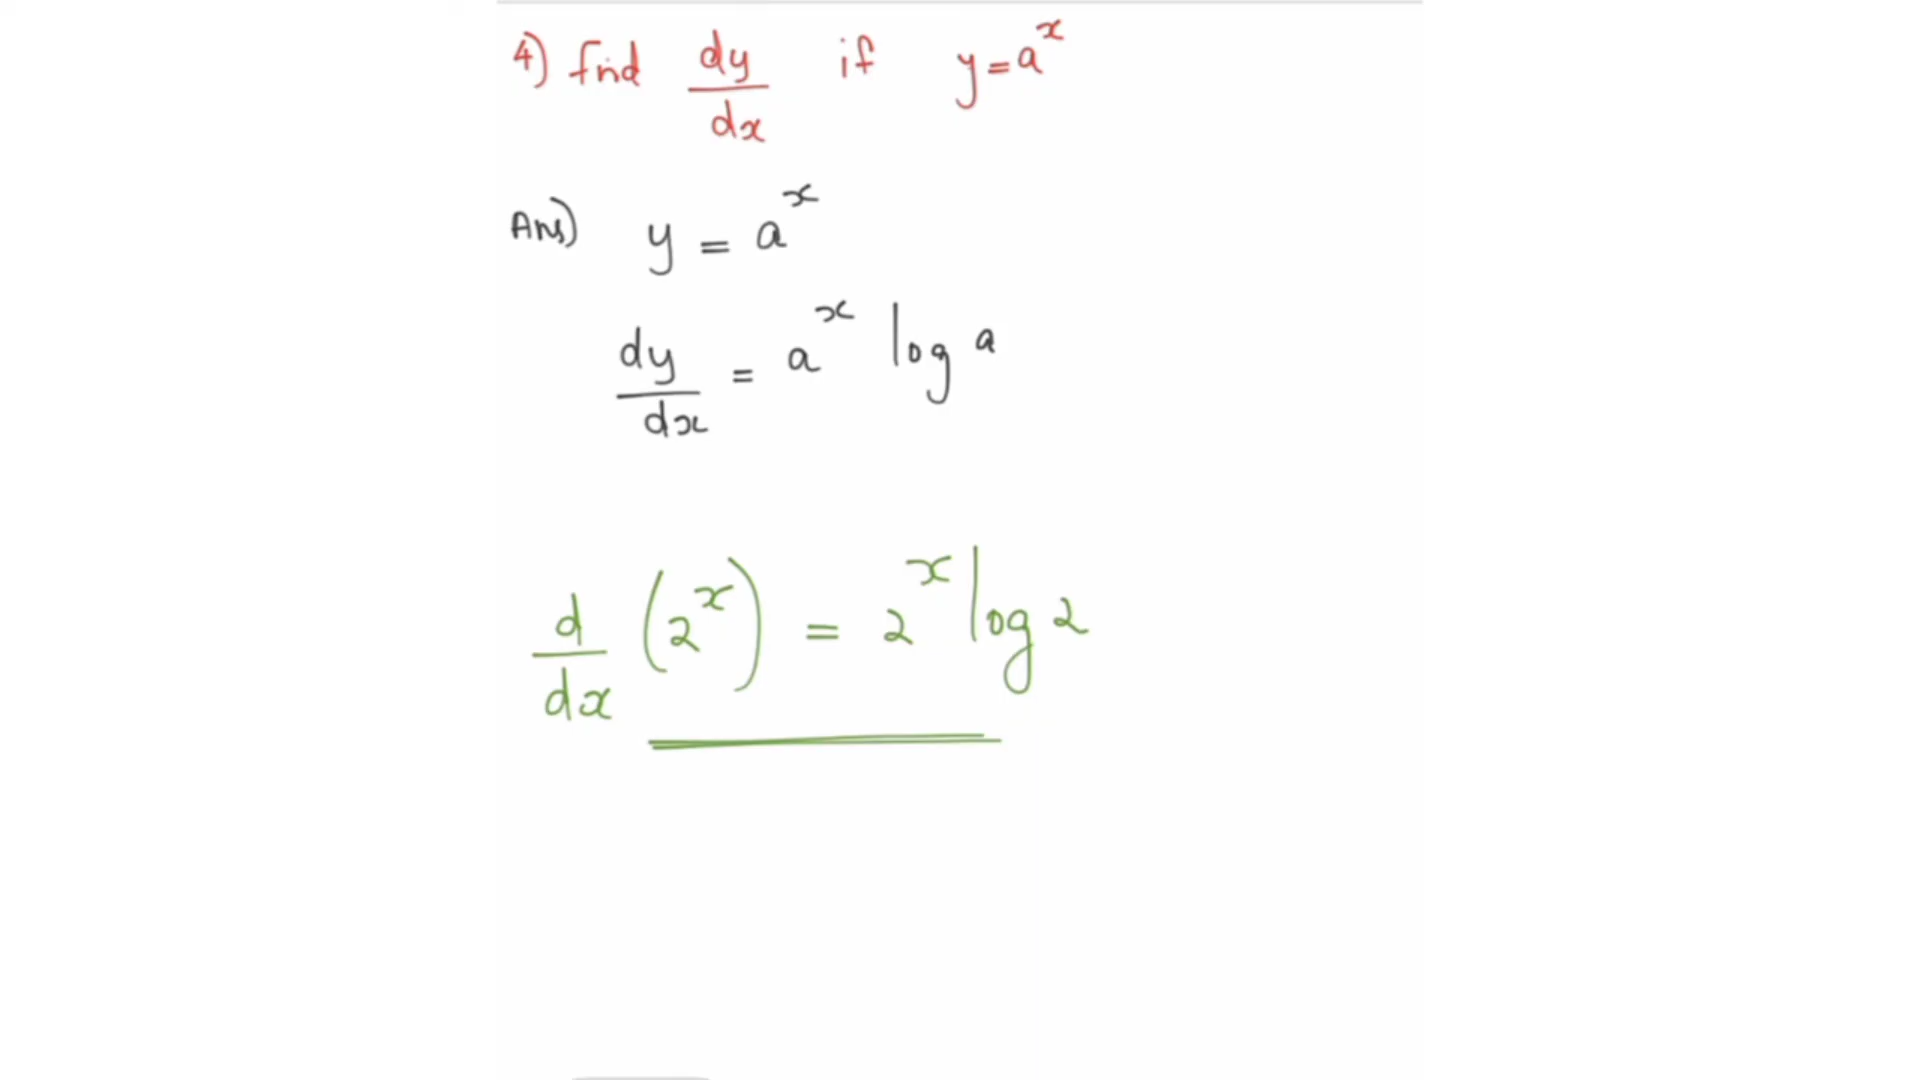 4) find dy/dx if y = a^x
Ans) y = a^x
dy/dx = a^x log a
d/dx (2^x) = 2^x log 2